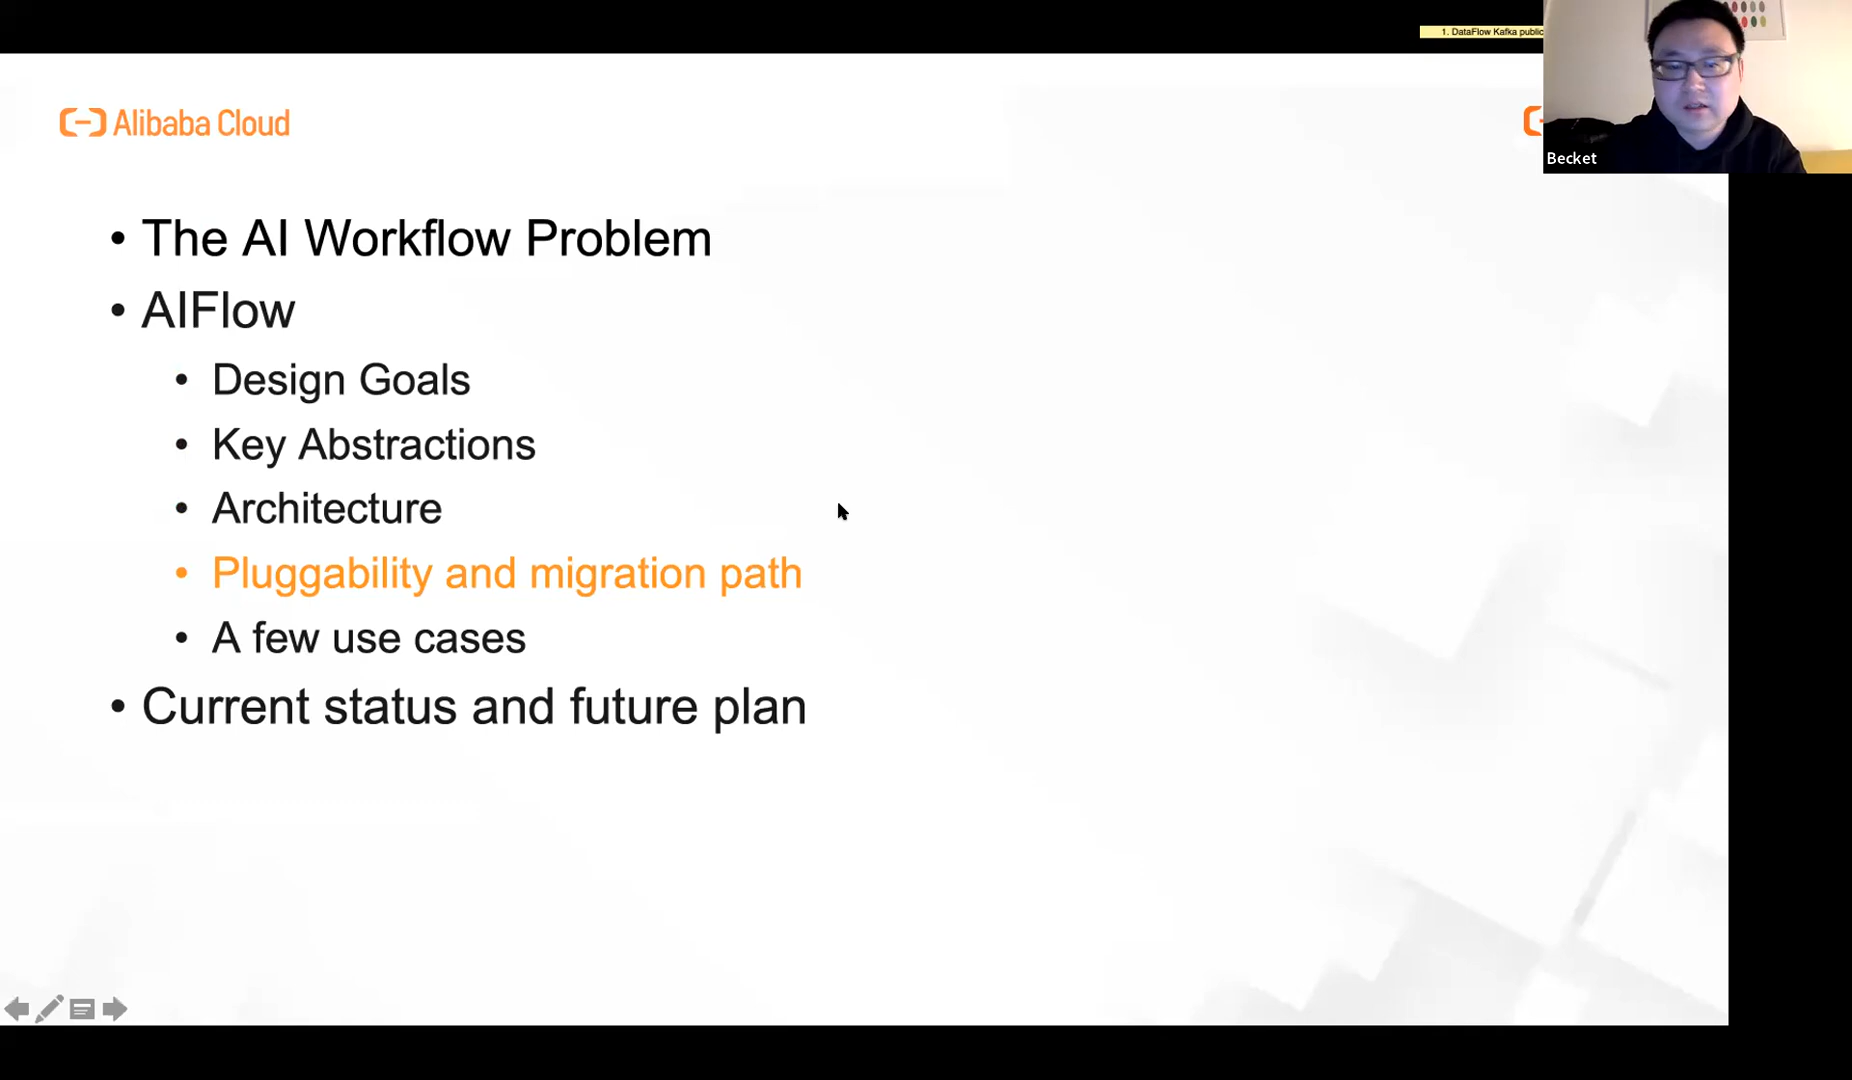 1. DataFlow Kafka public
Alibaba Cloud
Becket
• The AI Workflow Problem
• AIFlow
• Design Goals
• Key Abstractions
• Architecture
• Pluggability and migration path
• A few use cases
• Current status and future plan